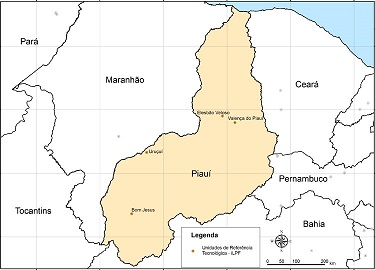 Pará
Maranhão
Ceará
Elesbão Veloso
Valença do Piauí
Uruçuí
Piauí
Pernambuco
Bom Jesus
Tocantins
Bahia
Legenda
Unidades de Referência
Tecnológico - ILPF
0 50 100 200
km